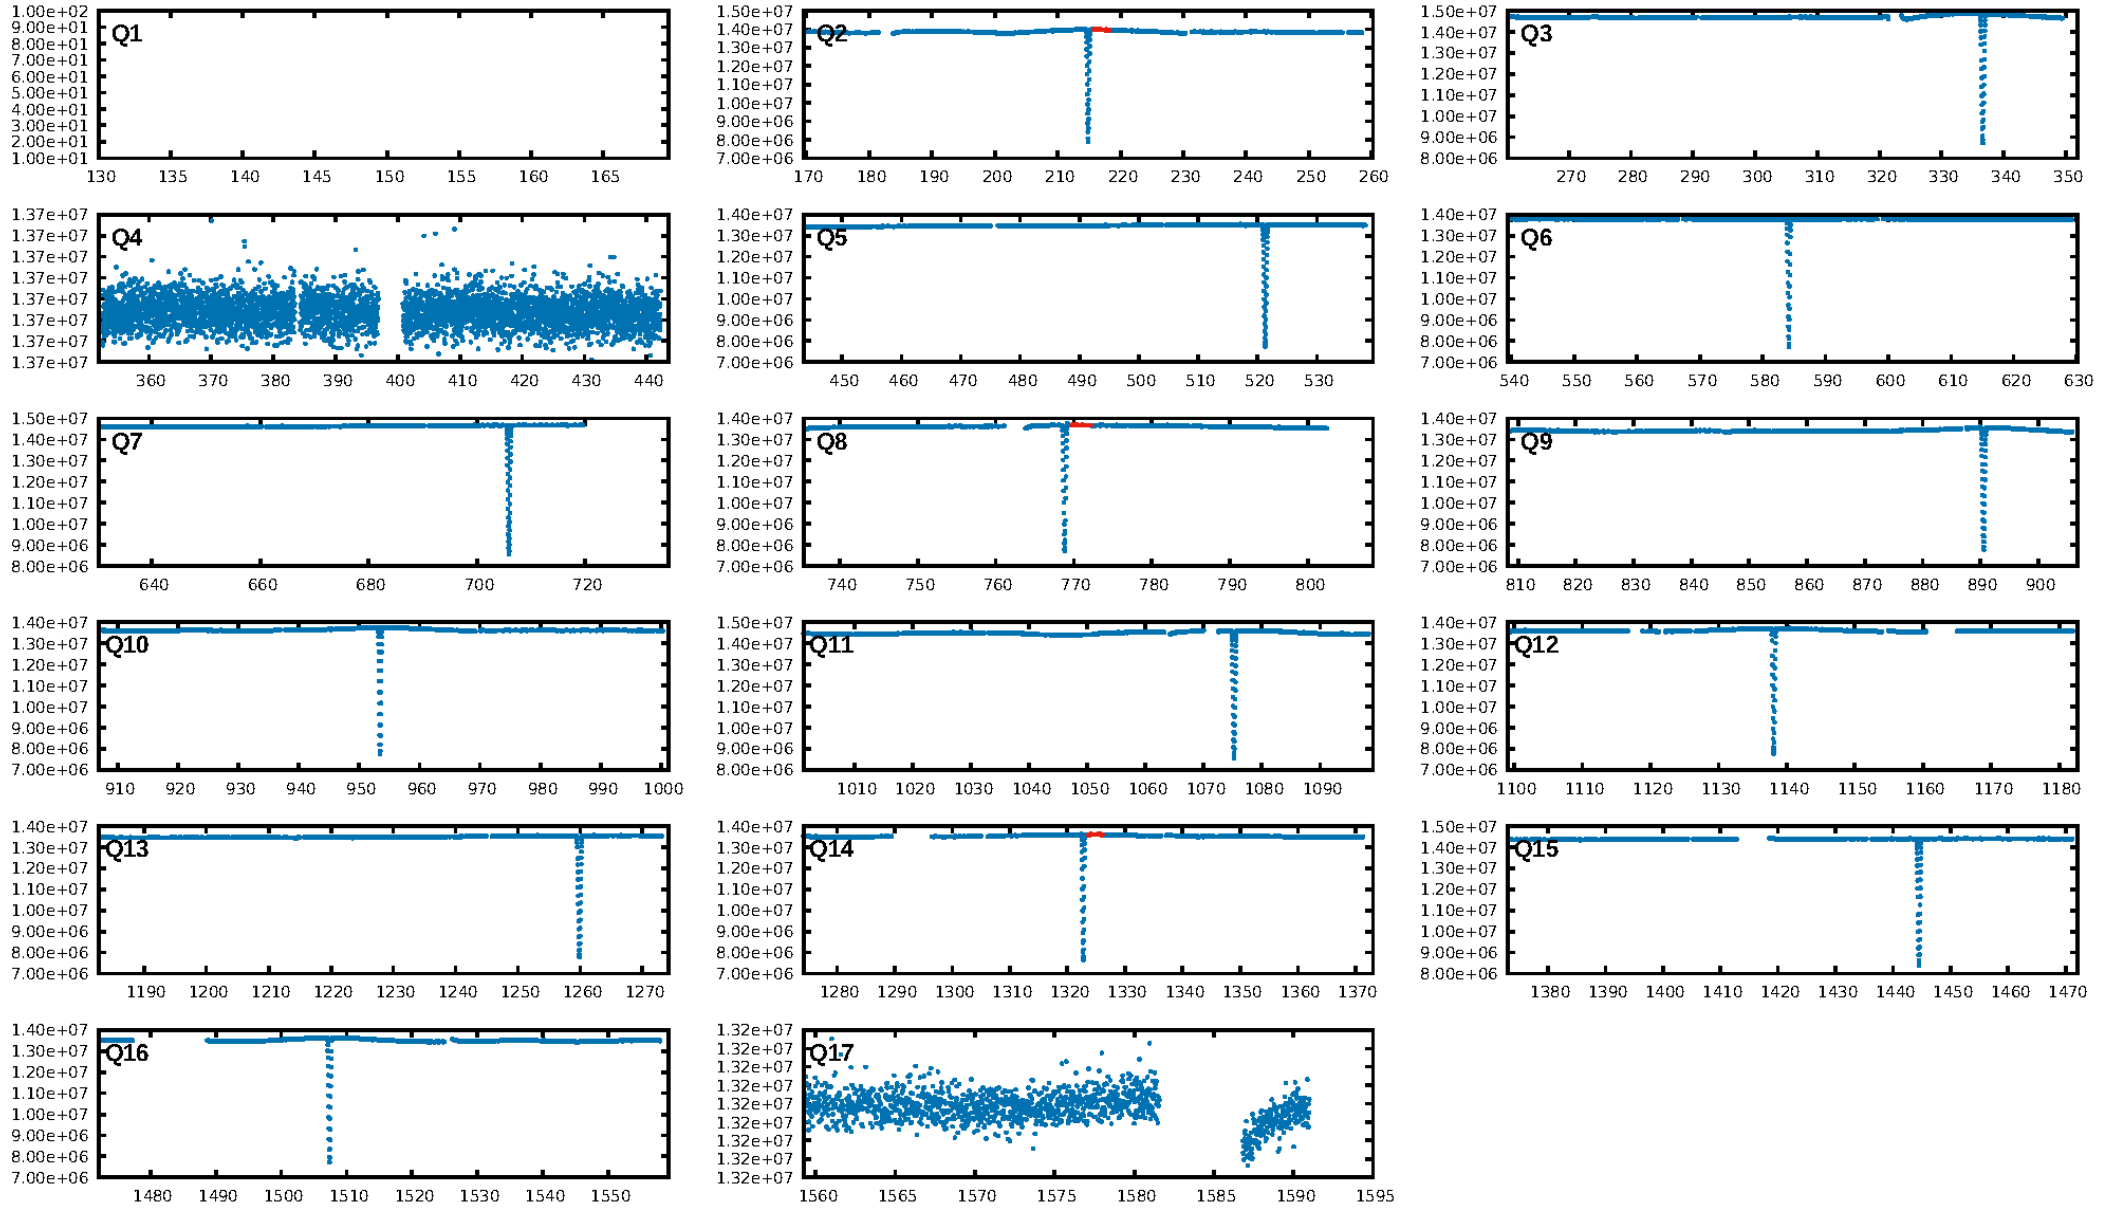 Q1
1.00e+02
9.00e+01
8.00e+01
7.00e+01
6.00e+01
5.00e+01
4.00e+01
3.00e+01
2.00e+01
1.00e+01
130 135 140 145 150 155 160 165
Q2
1.50e+07
1.40e+07
1.30e+07
1.20e+07
1.10e+07
1.00e+07
9.00e+06
8.00e+06
7.00e+06
170 180 190 200 210 220 230 240 250 260
Q3
1.50e+07
1.40e+07
1.30e+07
1.20e+07
1.10e+07
1.00e+07
9.00e+06
8.00e+06
270 280 290 300 310 320 330 340 350
Q4
1.37e+07
1.37e+07
1.37e+07
1.37e+07
1.37e+07
1.37e+07
1.37e+07
1.37e+07
360 370 380 390 400 410 420 430 440
Q5
1.40e+07
1.30e+07
1.20e+07
1.10e+07
1.00e+07
9.00e+06
8.00e+06
7.00e+06
450 460 470 480 490 500 510 520 530
Q6
1.40e+07
1.30e+07
1.20e+07
1.10e+07
1.00e+07
9.00e+06
8.00e+06
7.00e+06
540 550 560 570 580 590 600 610 620 630
Q7
1.50e+07
1.40e+07
1.30e+07
1.20e+07
1.10e+07
1.00e+07
9.00e+06
8.00e+06
640 660 680 700 720
Q8
1.40e+07
1.30e+07
1.20e+07
1.10e+07
1.00e+07
9.00e+06
8.00e+06
7.00e+06
740 750 760 770 780 790 800
Q9
1.40e+07
1.30e+07
1.20e+07
1.10e+07
1.00e+07
9.00e+06
8.00e+06
7.00e+06
810 820 830 840 850 860 870 880 890 900
Q10
1.40e+07
1.30e+07
1.20e+07
1.10e+07
1.00e+07
9.00e+06
8.00e+06
7.00e+06
910 920 930 940 950 960 970 980 990 1000
Q11
1.50e+07
1.40e+07
1.30e+07
1.20e+07
1.10e+07
1.00e+07
9.00e+06
8.00e+06
1010 1020 1030 1040 1050 1060 1070 1080 1090
Q12
1.40e+07
1.30e+07
1.20e+07
1.10e+07
1.00e+07
9.00e+06
8.00e+06
7.00e+06
1100 1110 1120 1130 1140 1150 1160 1170 1180
Q13
1.40e+07
1.30e+07
1.20e+07
1.10e+07
1.00e+07
9.00e+06
8.00e+06
7.00e+06
1190 1200 1210 1220 1230 1240 1250 1260 1270
Q14
1.40e+07
1.30e+07
1.20e+07
1.10e+07
1.00e+07
9.00e+06
8.00e+06
7.00e+06
1280 1290 1300 1310 1320 1330 1340 1350 1360 1370
Q15
1.50e+07
1.40e+07
1.30e+07
1.20e+07
1.10e+07
1.00e+07
9.00e+06
8.00e+06
1380 1390 1400 1410 1420 1430 1440 1450 1460 1470
Q16
1.40e+07
1.30e+07
1.20e+07
1.10e+07
1.00e+07
9.00e+06
8.00e+06
7.00e+06
1480 1490 1500 1510 1520 1530 1540 1550
Q17
1.32e+07
1.32e+07
1.32e+07
1.32e+07
1.32e+07
1.32e+07
1.32e+07
1.32e+07
1.32e+07
1560 1565 1570 1575 1580 1585 1590 1595